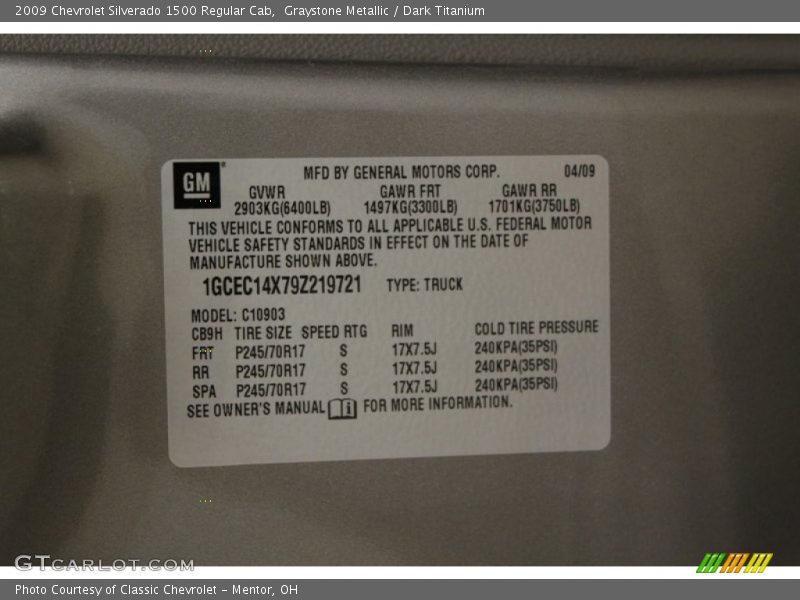 2009 Chevrolet Silverado 1500 Regular Cab,  Graystone Metallic / Dark Titanium
GM
MFD BY GENERAL MOTORS CORP. 04/09
GVWR GAWR FRT GAWR RR
2903KG(6400LB) 1497KG(3300LB) 1701KG(3750LB)
THIS VEHICLE CONFORMS TO ALL APPLICABLE U.S. FEDERAL MOTOR
VEHICLE SAFETY STANDARDS IN EFFECT ON THE DATE OF
MANUFACTURE SHOWN ABOVE.
1GCEC14X79Z219721 TYPE: TRUCK
MODEL: C10903
CB9H TIRE SIZE SPEED RTG RIM COLD TIRE PRESSURE
FRT P245/70R17 S 17X7.5J 240KPA(35PSI)
RR P245/70R17 S 17X7.5J 240KPA(35PSI)
SPA P245/70R17 S 17X7.5J 240KPA(35PSI)
SEE OWNER'S MANUAL FOR MORE INFORMATION.
GTCARLOT.COM
Photo Courtesy of Classic Chevrolet – Mentor, OH